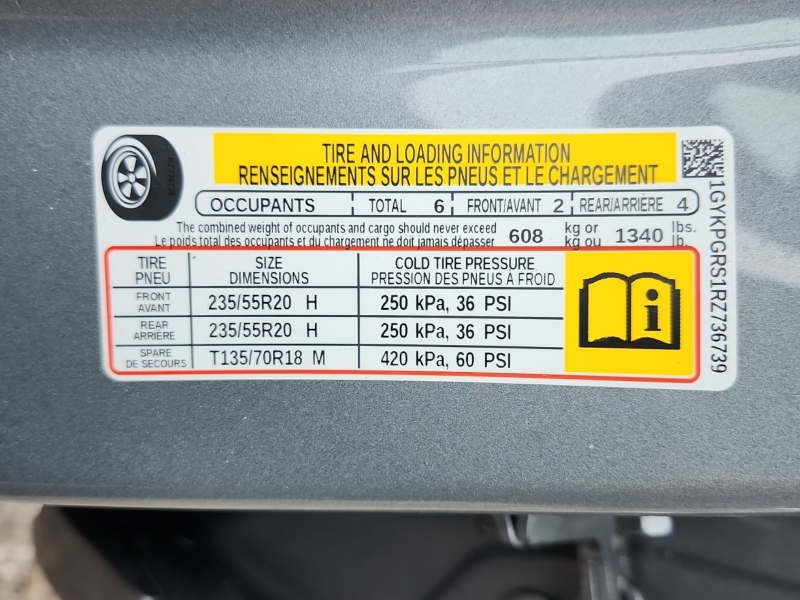 TIRE AND LOADING INFORMATION
RENSEIGNEMENTS SUR LES PNEUS ET LE CHARGEMENT
OCCUPANTS TOTAL 6 FRONT/AVANT 2 REAR/ARRIÈRE 4
The combined weight of occupants and cargo should never exceed 608 kg or 1340 lbs.
Le poids total des occupants et du chargement ne doit jamais dépasser kg ou lb.
TIRE SIZE COLD TIRE PRESSURE
PNEU DIMENSIONS PRESSION DES PNEUS A FROID
FRONT
AVANT 235/55R20 H 250 kPa, 36 PSI
REAR
ARRIÈRE 235/55R20 H 250 kPa, 36 PSI
SPARE
DE SECOURS T135/70R18 M 420 kPa, 60 PSI
1GYKPGRS1RZ736739